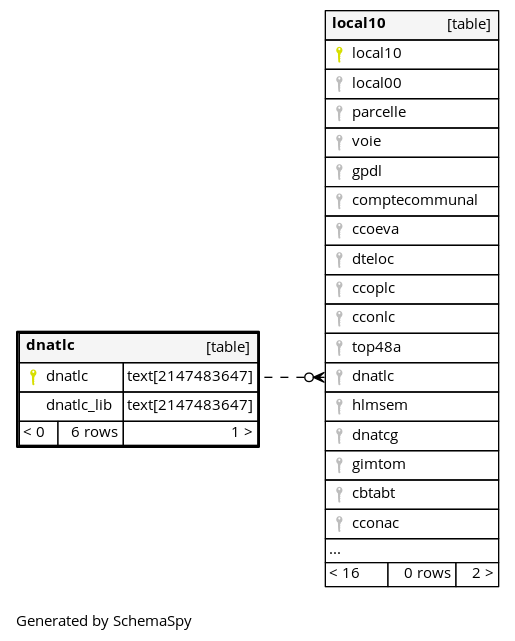 local10 [table]
local10
local00
parcelle
voie
gpdl
comptecommunal
ccoeva
dteloc
ccoplc
cconlc
top48a
dnatlc
hlmsem
dnatcg
gimtom
cbtabt
cconac
...
< 16 0 rows 2 >
dnatlc [table]
dnatlc text[2147483647]
dnatlc_lib text[2147483647]
< 0 6 rows 1 >
Generated by SchemaSpy